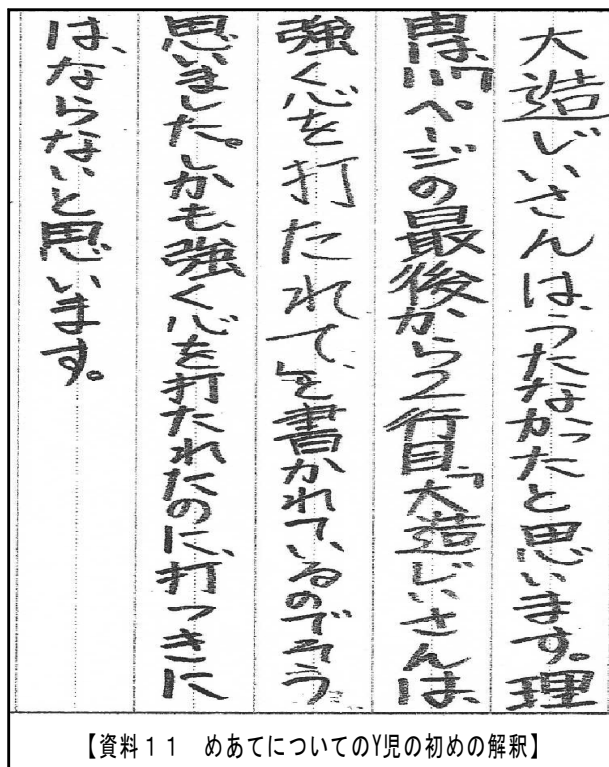 大造じいさんは、うたなかったと思います。理
由は、117ページの最後から2行目、「大造じいさんは、
強く心を打たれて、」と書かれているのでそう
思いました。しかも、強く心を打たれたのに、打つきに
は、ならないと思います。
【資料11　めあてについてのY児の初めの解釈】